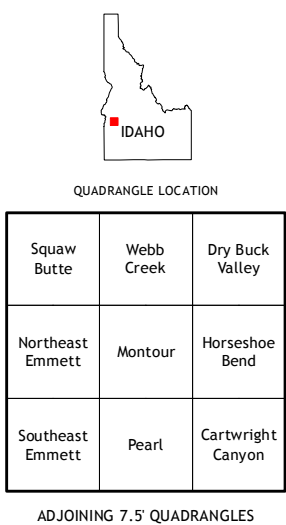 IDAHO
QUADRANGLE LOCATION
Squaw
Butte
Webb
Creek
Dry Buck
Valley
Northeast
Emmett
Montour
Horseshoe
Bend
Southeast
Emmett
Pearl
Cartwright
Canyon
ADJOINING 7.5' QUADRANGLES